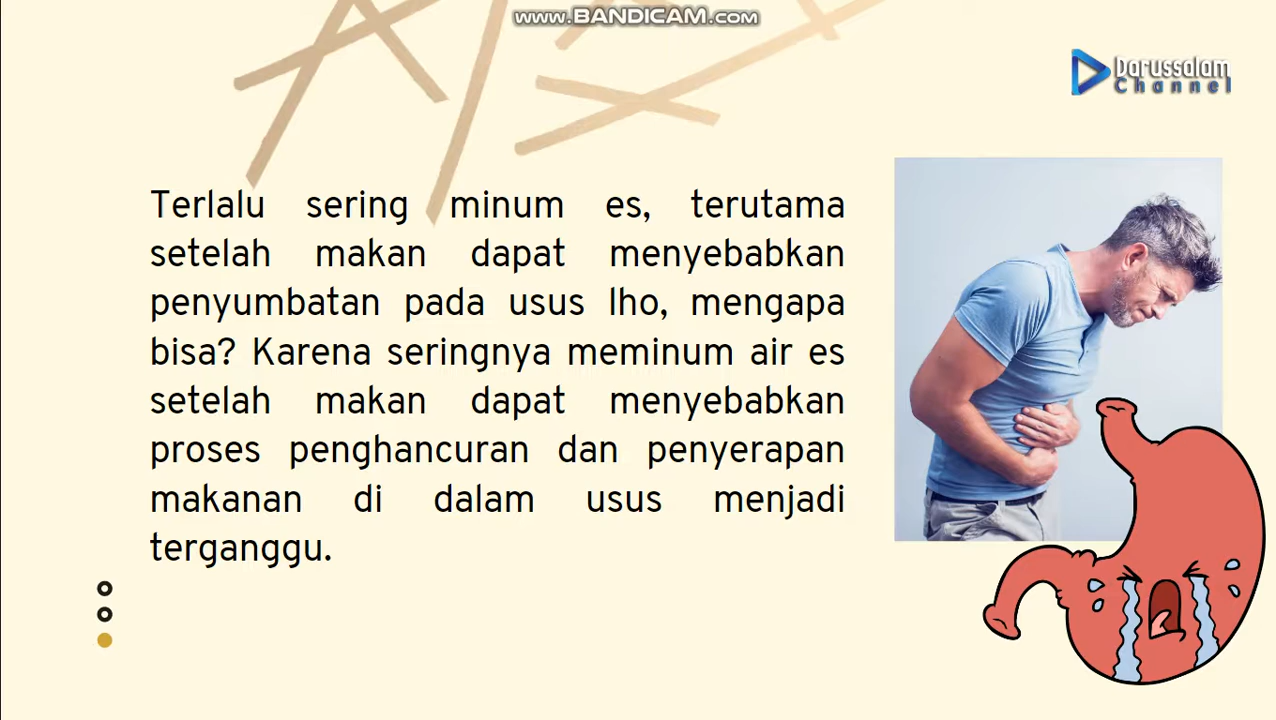 www.BANDICAM.com
Darussalam
Channel
Terlalu sering minum es, terutama
setelah makan dapat menyebabkan
penyumbatan pada usus lho, mengapa
bisa? Karena seringnya meminum air es
setelah makan dapat menyebabkan
proses penghancuran dan penyerapan
makanan di dalam usus menjadi
terganggu.